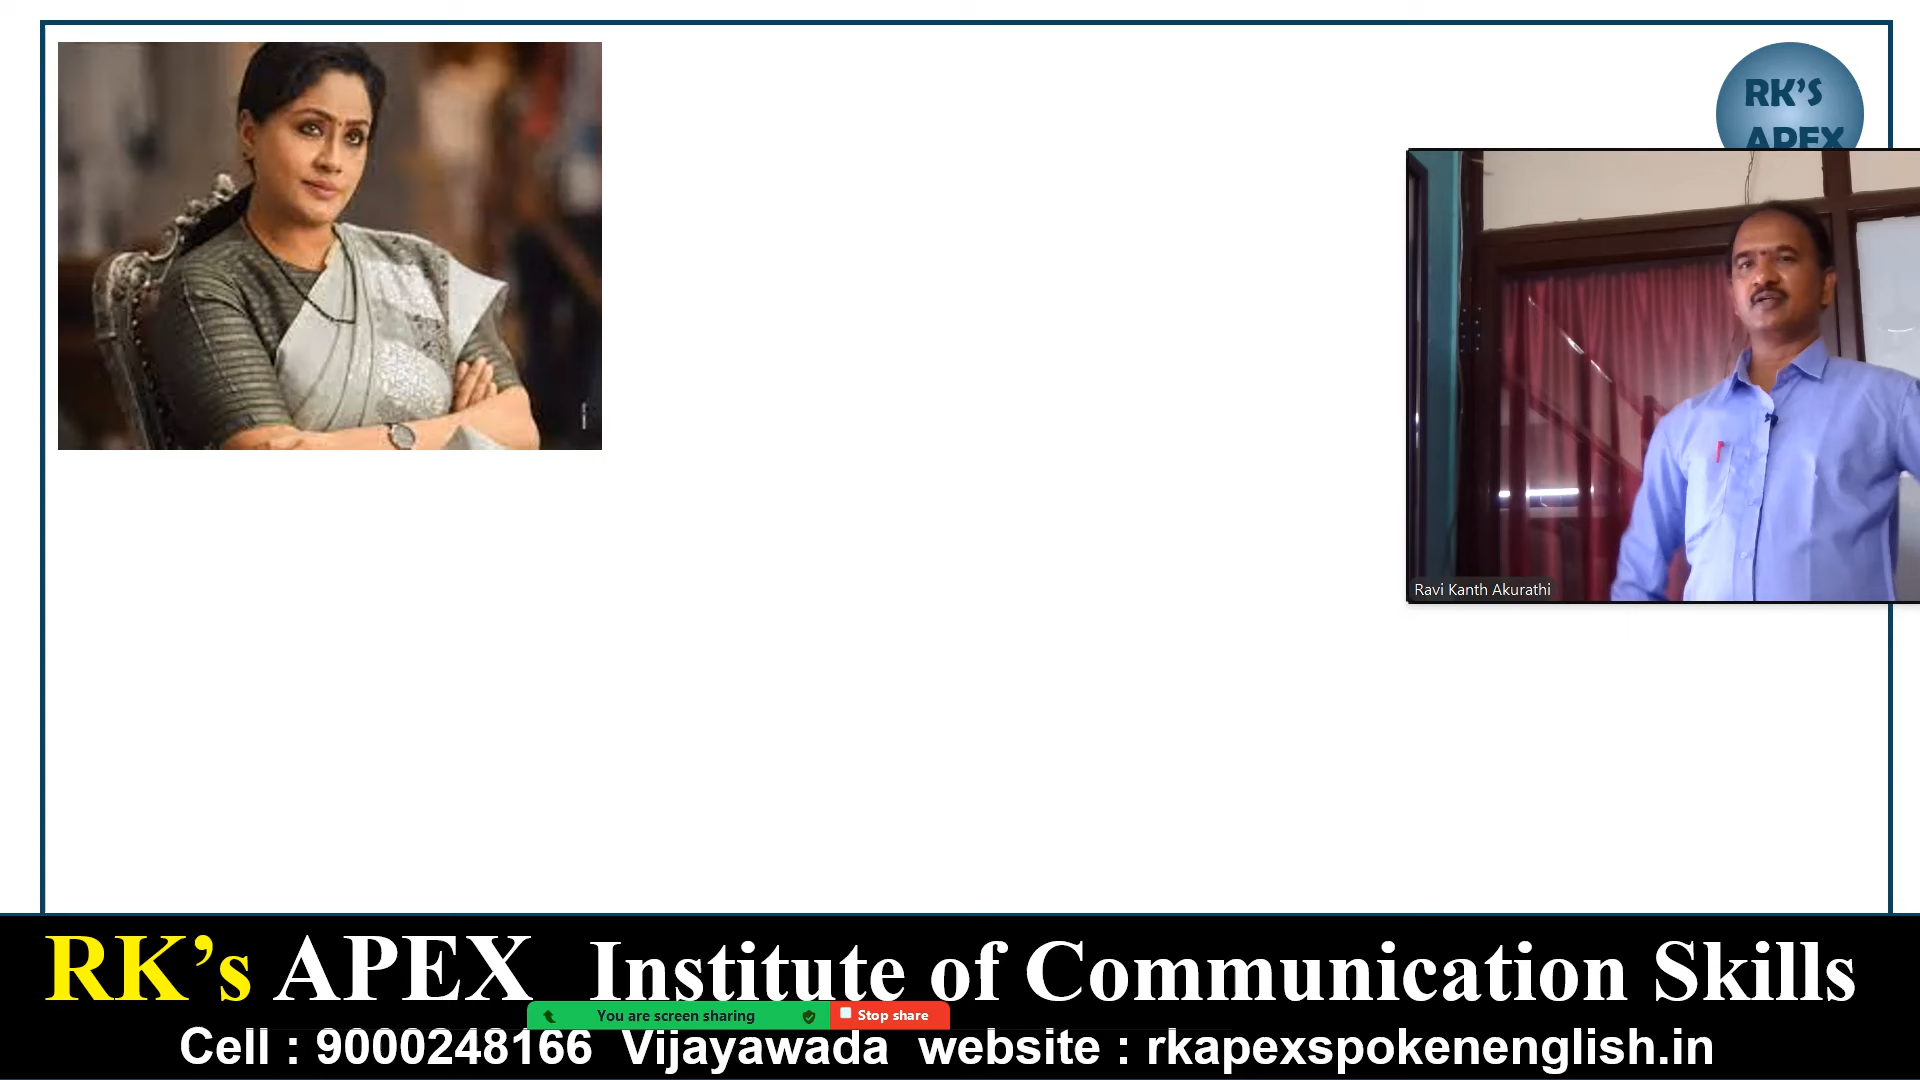 RK'S
APEX
Ravi Kanth Akurathi
RK's APEX Institute of Communication Skills
You are screen sharing Stop share
Cell : 9000248166 Vijayawada website : rkapexspokenenglish.in